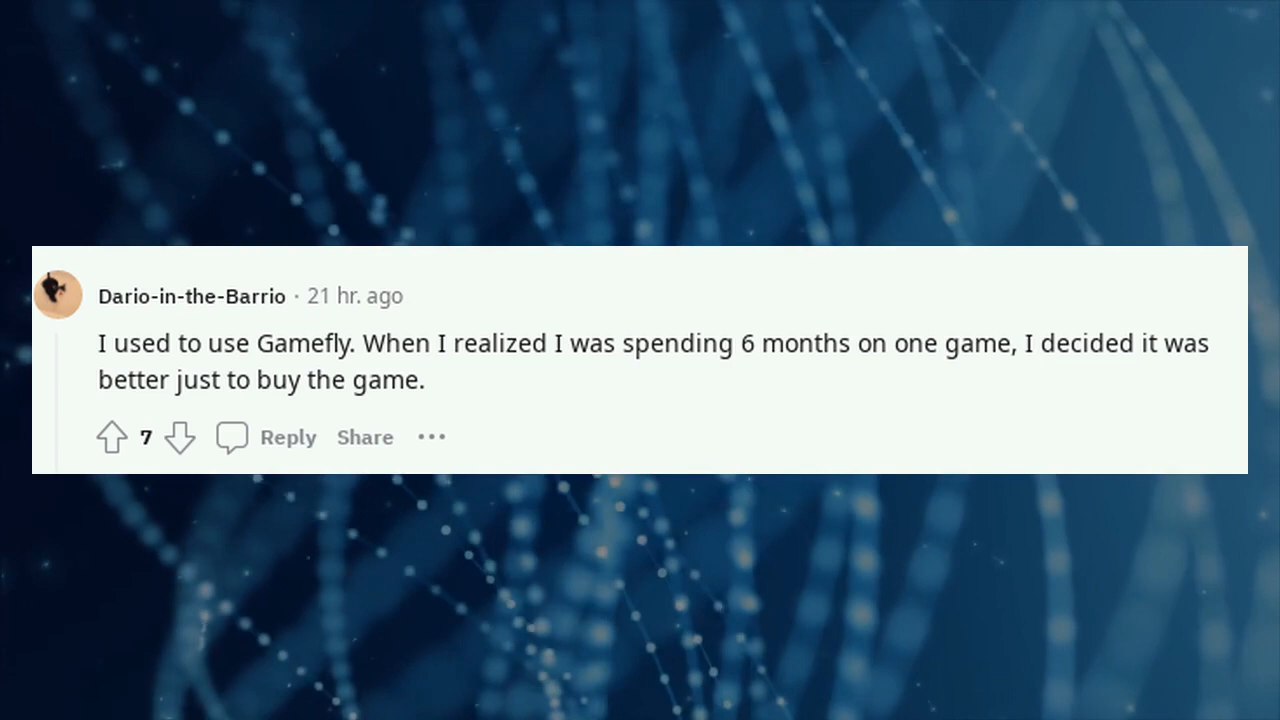 Dario-in-the-Barrio · 21 hr. ago
I used to use Gamefly. When I realized I was spending 6 months on one game, I decided it was
better just to buy the game.
7 Reply Share ···